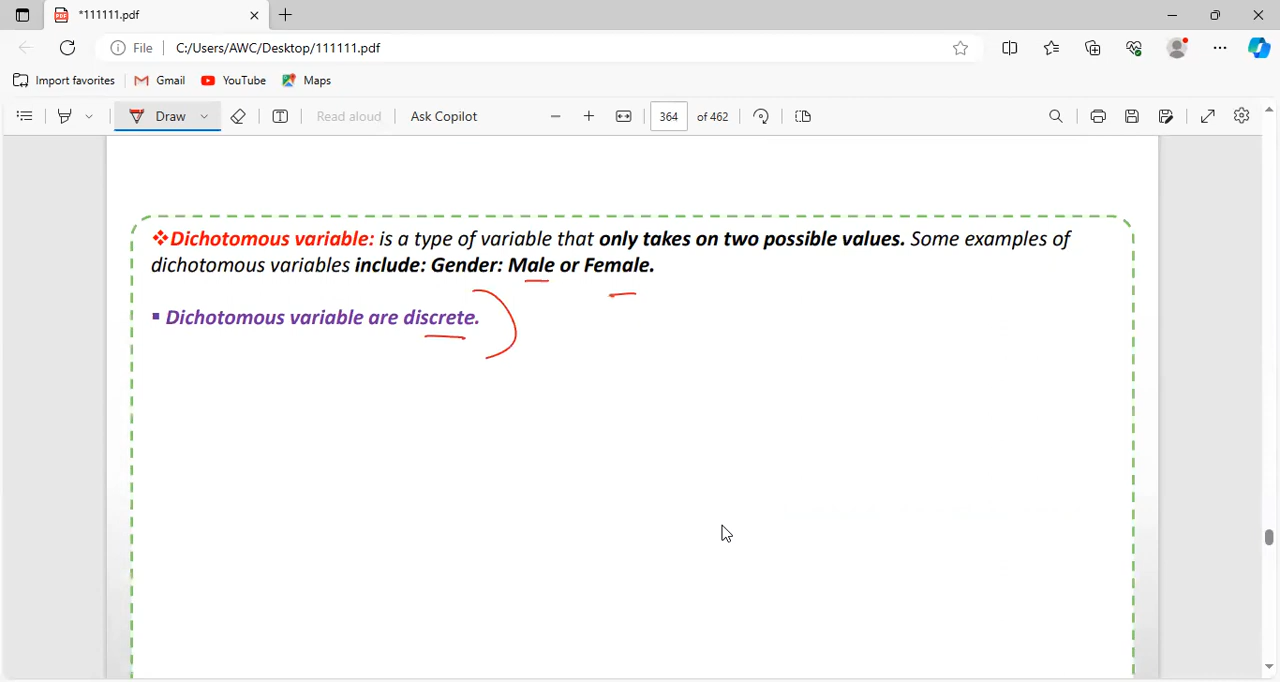 *111111.pdf
File C:/Users/AWC/Desktop/111111.pdf
Import favorites Gmail YouTube Maps
Draw Read aloud Ask Copilot 364 of 462
❖Dichotomous variable: is a type of variable that only takes on two possible values. Some examples of
dichotomous variables include: Gender: Male or Female.
▪ Dichotomous variable are discrete.